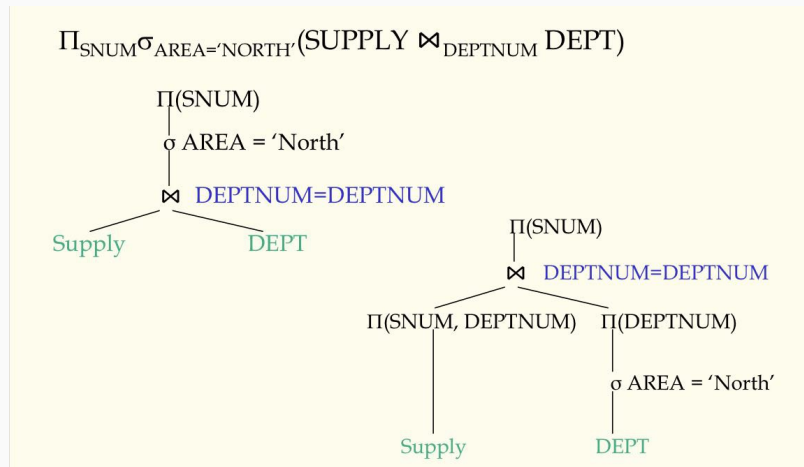 Π_SNUM σ_AREA='NORTH'(SUPPLY ⋈_DEPTNUM DEPT)
Π(SNUM)
σ AREA = ‘North’
⋈ DEPTNUM=DEPTNUM
Supply DEPT
Π(SNUM)
⋈ DEPTNUM=DEPTNUM
Π(SNUM, DEPTNUM) Π(DEPTNUM)
σ AREA = ‘North’
Supply DEPT